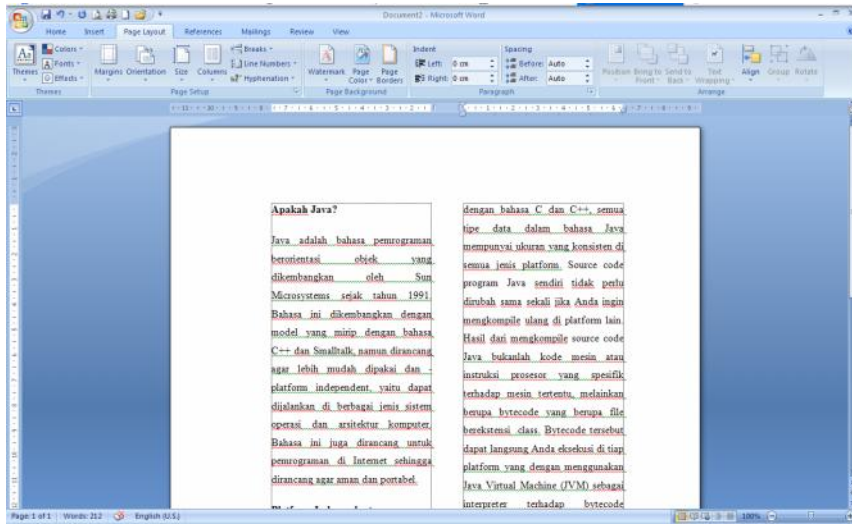 Document2 - Microsoft Word
Home Insert Page Layout References Mailings Review View
Themes
Colors
Fonts
Effects
Themes
Margins Orientation Size Columns
Breaks
Line Numbers
Hyphenation
Page Setup
Watermark Page Color Page Borders
Page Background
Indent
Left: 0 cm
Right: 0 cm
Spacing
Before: Auto
After: Auto
Paragraph
Position Bring to Front Send to Back Text Wrapping Align Group Rotate
Arrange
Apakah Java?
Java adalah bahasa pemrograman
berorientasi objek yang
dikembangkan oleh Sun
Microsystems sejak tahun 1991.
Bahasa ini dikembangkan dengan
model yang mirip dengan bahasa
C++ dan Smalltalk, namun dirancang
agar lebih mudah dipakai dan -
platform independent, yaitu dapat
dijalankan di berbagai jenis sistem
operasi dan arsitektur komputer.
Bahasa ini juga dirancang untuk
pemrograman di Internet sehingga
dirancang agar aman dan portabel.
dengan bahasa C dan C++, semua
tipe data dalam bahasa Java
mempunyai ukuran yang konsisten di
semua jenis platform. Source code
program Java sendiri tidak perlu
dirubah sama sekali jika Anda ingin
mengkompile ulang di platform lain.
Hasil dari mengkompile source code
Java bukanlah kode mesin atau
instruksi prosesor yang spesifik
terhadap mesin tertentu, melainkan
berupa bytecode yang berupa file
berekstensi .class. Bytecode tersebut
dapat langsung Anda eksekusi di tiap
platform yang dengan menggunakan
Java Virtual Machine (JVM) sebagai
interpreter terhadap bytecode
Page: 1 of 1 Words: 212 English (U.S.) 100%